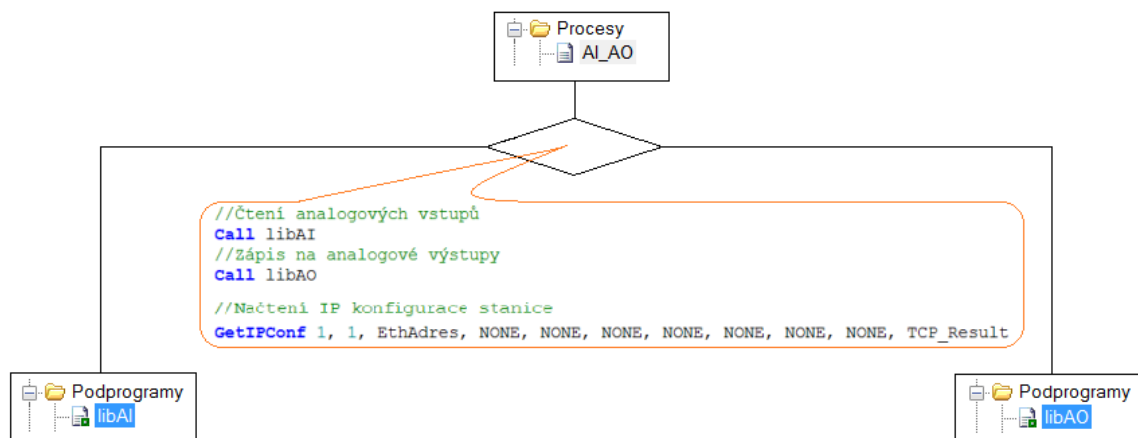 Procesy
AI_AO
//Čtení analogových vstupů
Call libAI
//Zápis na analogové výstupy
Call libAO
//Načtení IP konfigurace stanice
GetIPConf 1, 1, EthAdres, NONE, NONE, NONE, NONE, NONE, NONE, NONE, TCP_Result
Podprogramy
libAI
Podprogramy
libAO